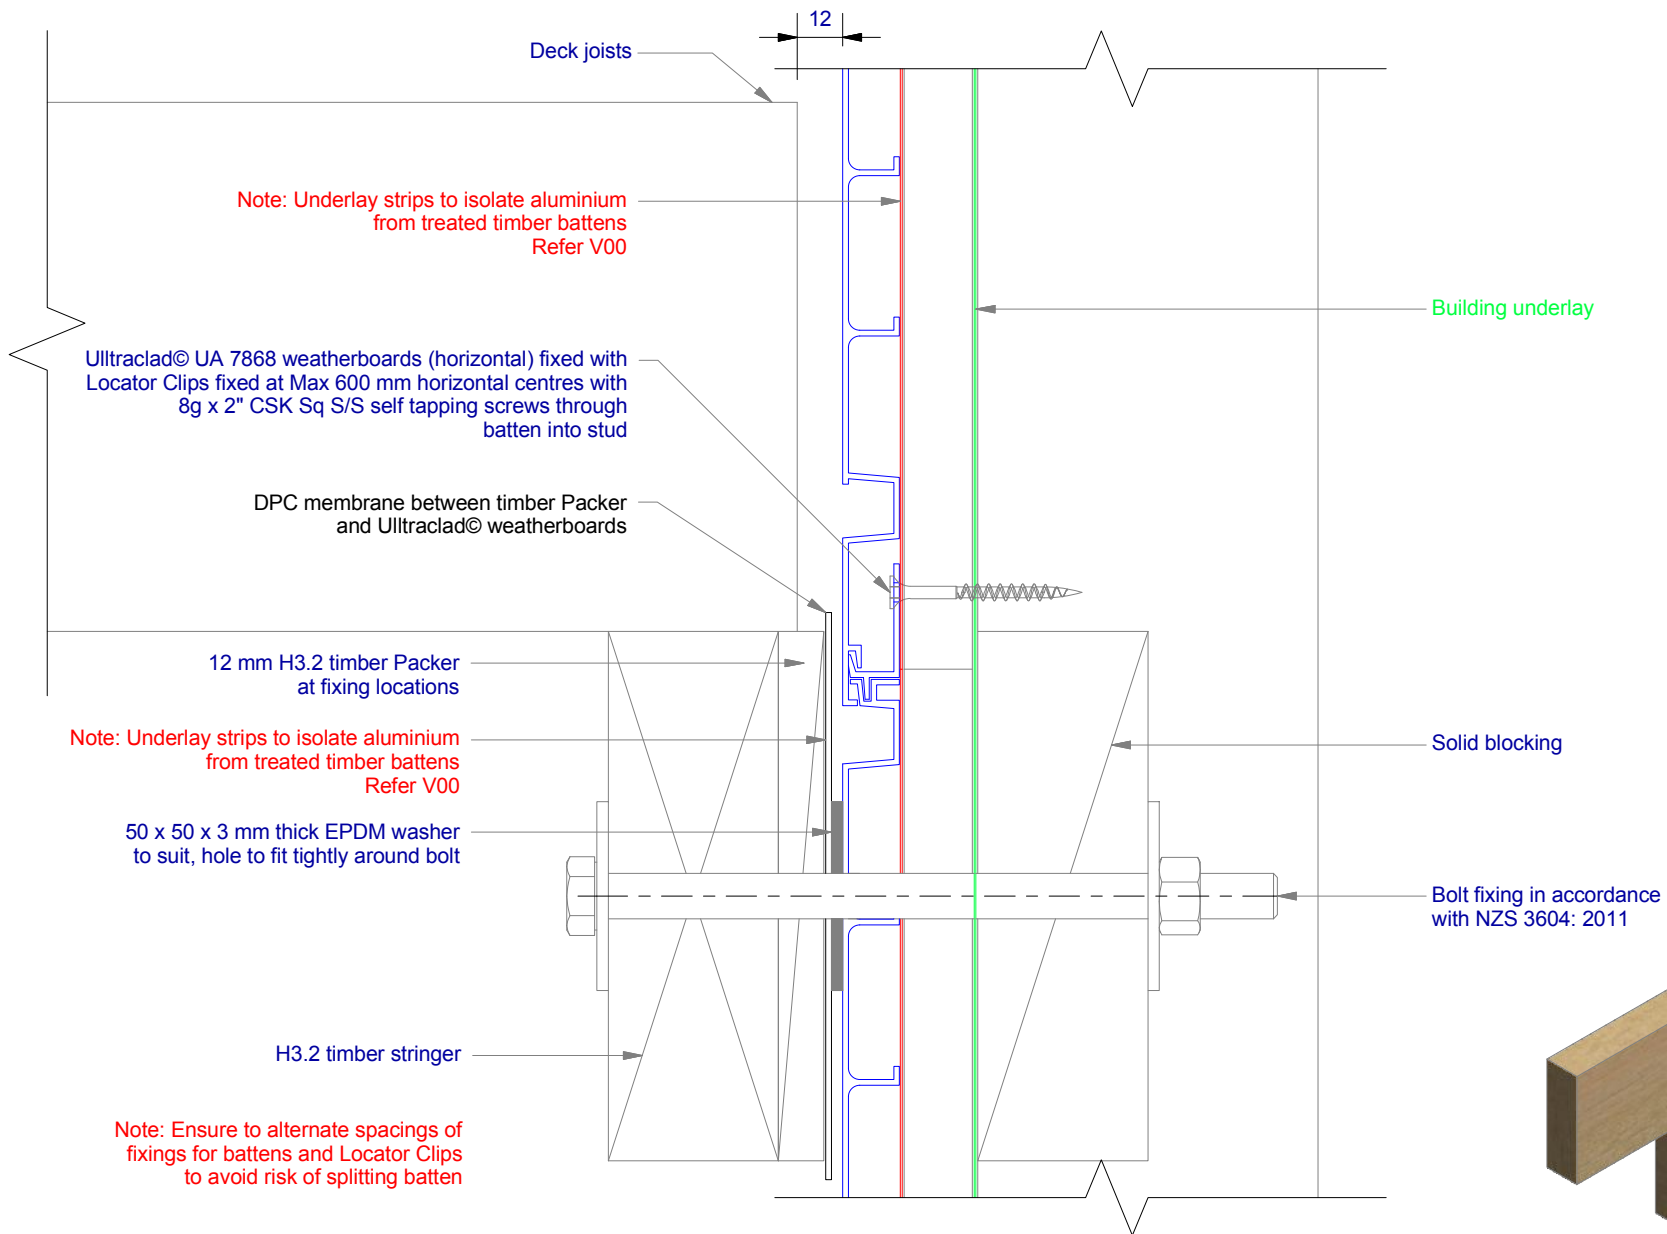 12
Deck joists
Note: Underlay strips to isolate aluminium
from treated timber battens
Refer V00
Building underlay
Ulltraclad© UA 7868 weatherboards (horizontal) fixed with
Locator Clips fixed at Max 600 mm horizontal centres with
8g x 2" CSK Sq S/S self tapping screws through
batten into stud
DPC membrane between timber Packer
and Ulltraclad© weatherboards
12 mm H3.2 timber Packer
at fixing locations
Note: Underlay strips to isolate aluminium
from treated timber battens
Refer V00
Solid blocking
50 x 50 x 3 mm thick EPDM washer
to suit, hole to fit tightly around bolt
Bolt fixing in accordance
with NZS 3604: 2011
H3.2 timber stringer
Note: Ensure to alternate spacings of
fixings for battens and Locator Clips
to avoid risk of splitting batten